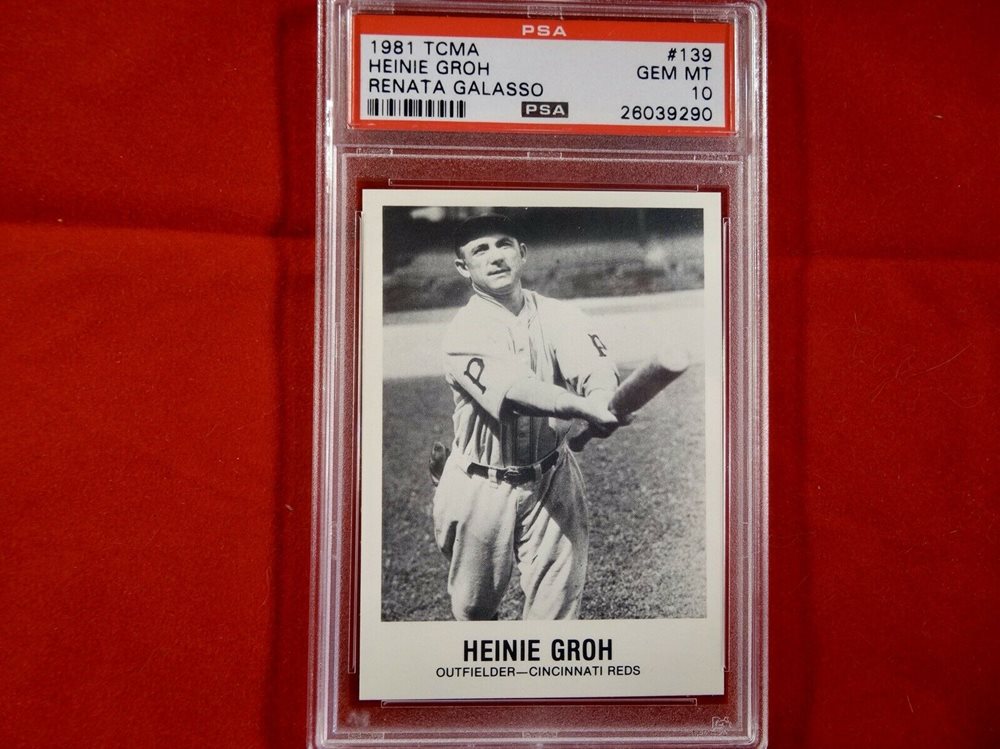 PSA
1981 TCMA #139
HEINIE GROH GEM MT
RENATA GALASSO 10
PSA 26039290
P P
HEINIE GROH
OUTFIELDER—CINCINNATI REDS